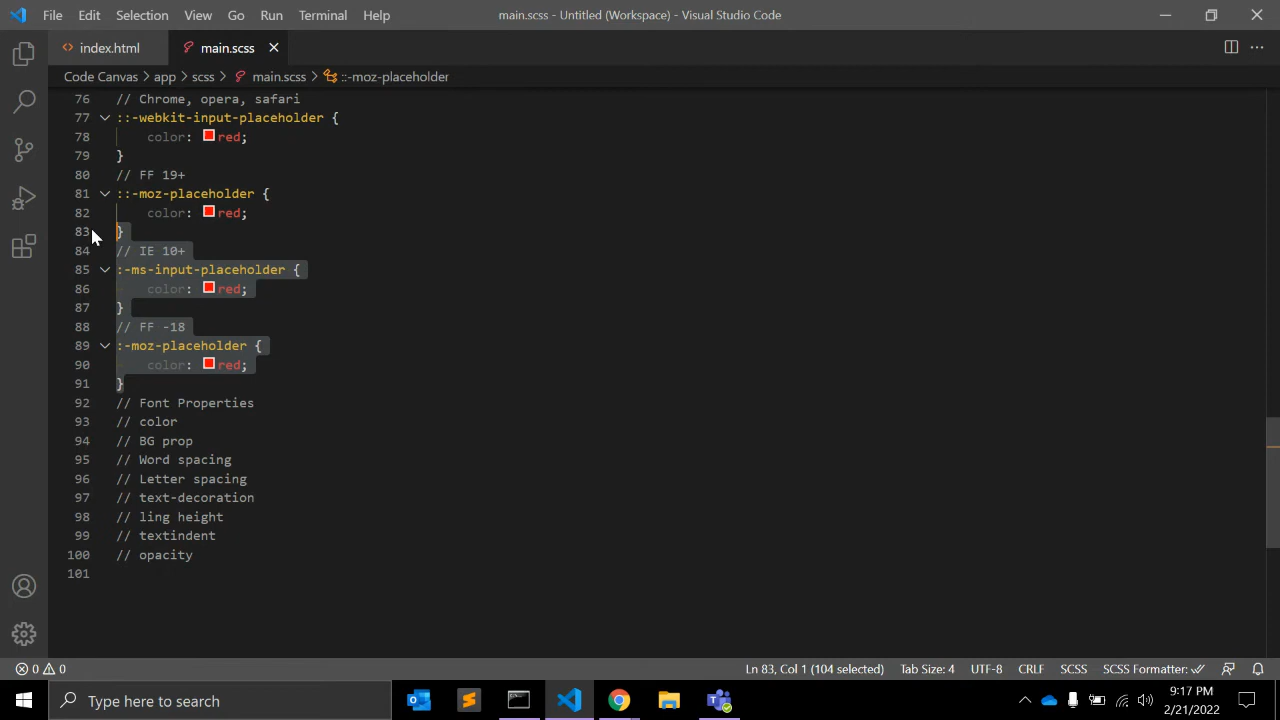 File Edit Selection View Go Run Terminal Help main.scss - Untitled (Workspace) - Visual Studio Code
index.html main.scss
Code Canvas > app > scss > main.scss > ::-moz-placeholder
76 // Chrome, opera, safari
77 ::-webkit-input-placeholder {
78 color: red;
79 }
80 // FF 19+
81 ::-moz-placeholder {
82 color: red;
83 }
84 // IE 10+
85 :-ms-input-placeholder {
86 color: red;
87 }
88 // FF -18
89 :-moz-placeholder {
90 color: red;
91 }
92 // Font Properties
93 // color
94 // BG prop
95 // Word spacing
96 // Letter spacing
97 // text-decoration
98 // ling height
99 // textindent
100 // opacity
101
0 0 Ln 83, Col 1 (104 selected) Tab Size: 4 UTF-8 CRLF SCSS SCSS Formatter:
Type here to search
9:17 PM
2/21/2022